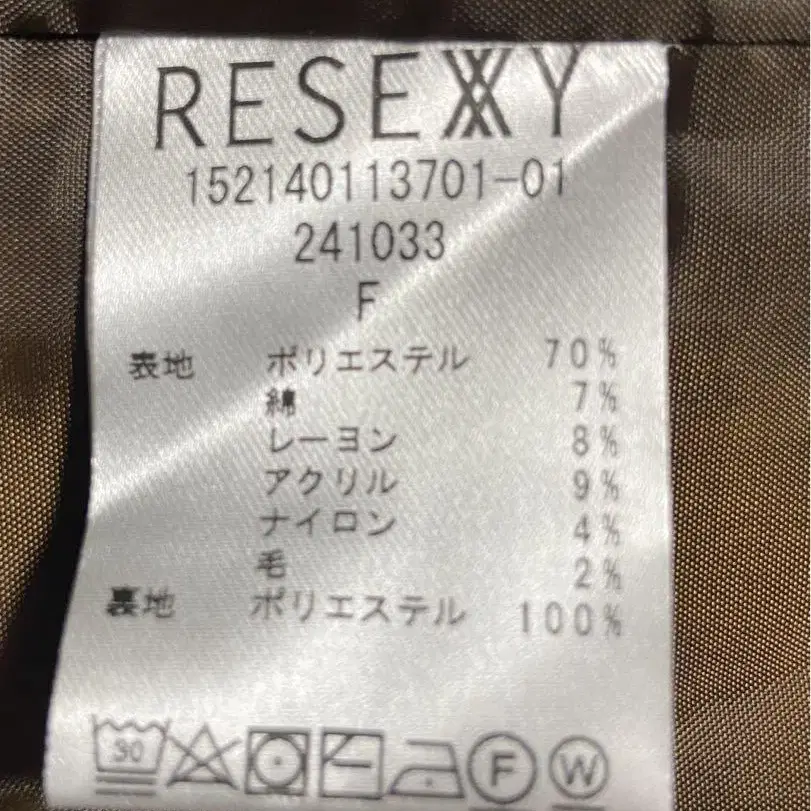 RESEXXY
152140113701-01
241033
F
表地 ポリエステル 70%
綿 7%
レーヨン 8%
アクリル 9%
ナイロン 4%
毛 2%
裏地 ポリエステル 100%
30 F W